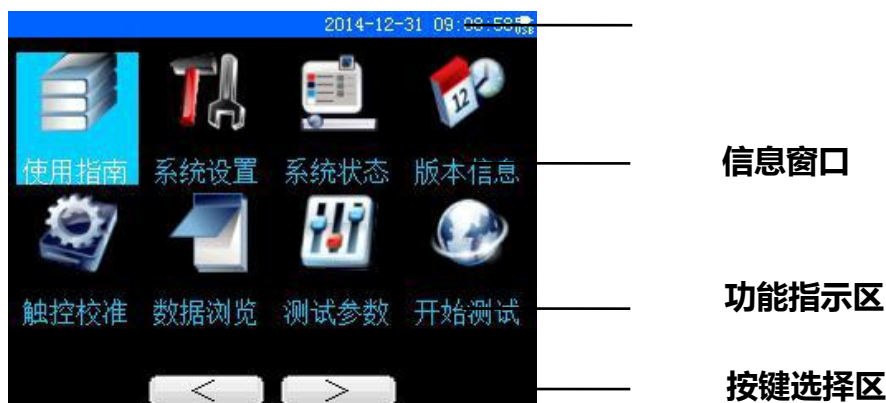 2014-12-31 09:08:58
USB
使用指南 系统设置 系统状态 版本信息
信息窗口
触控校准 数据浏览 测试参数 开始测试
功能指示区
< >
按键选择区